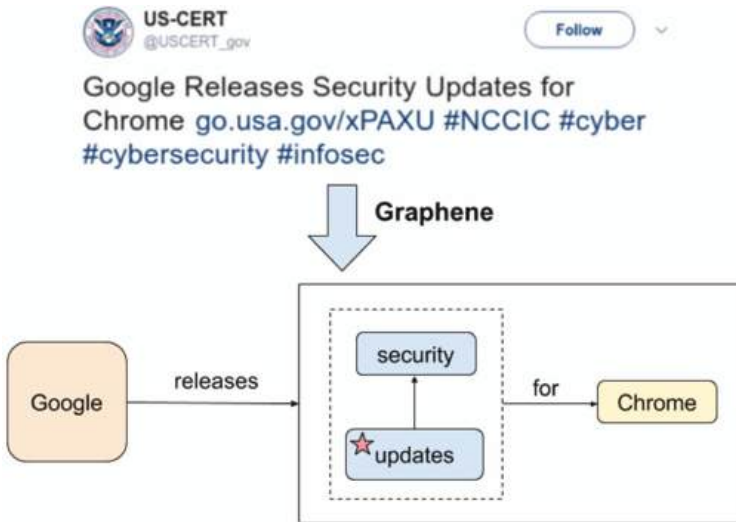 US-CERT
@USCERT_gov
Follow
Google Releases Security Updates for
Chrome go.usa.gov/xPAXU #NCCIC #cyber
#cybersecurity #infosec
Graphene
Google
releases
security
updates
for
Chrome